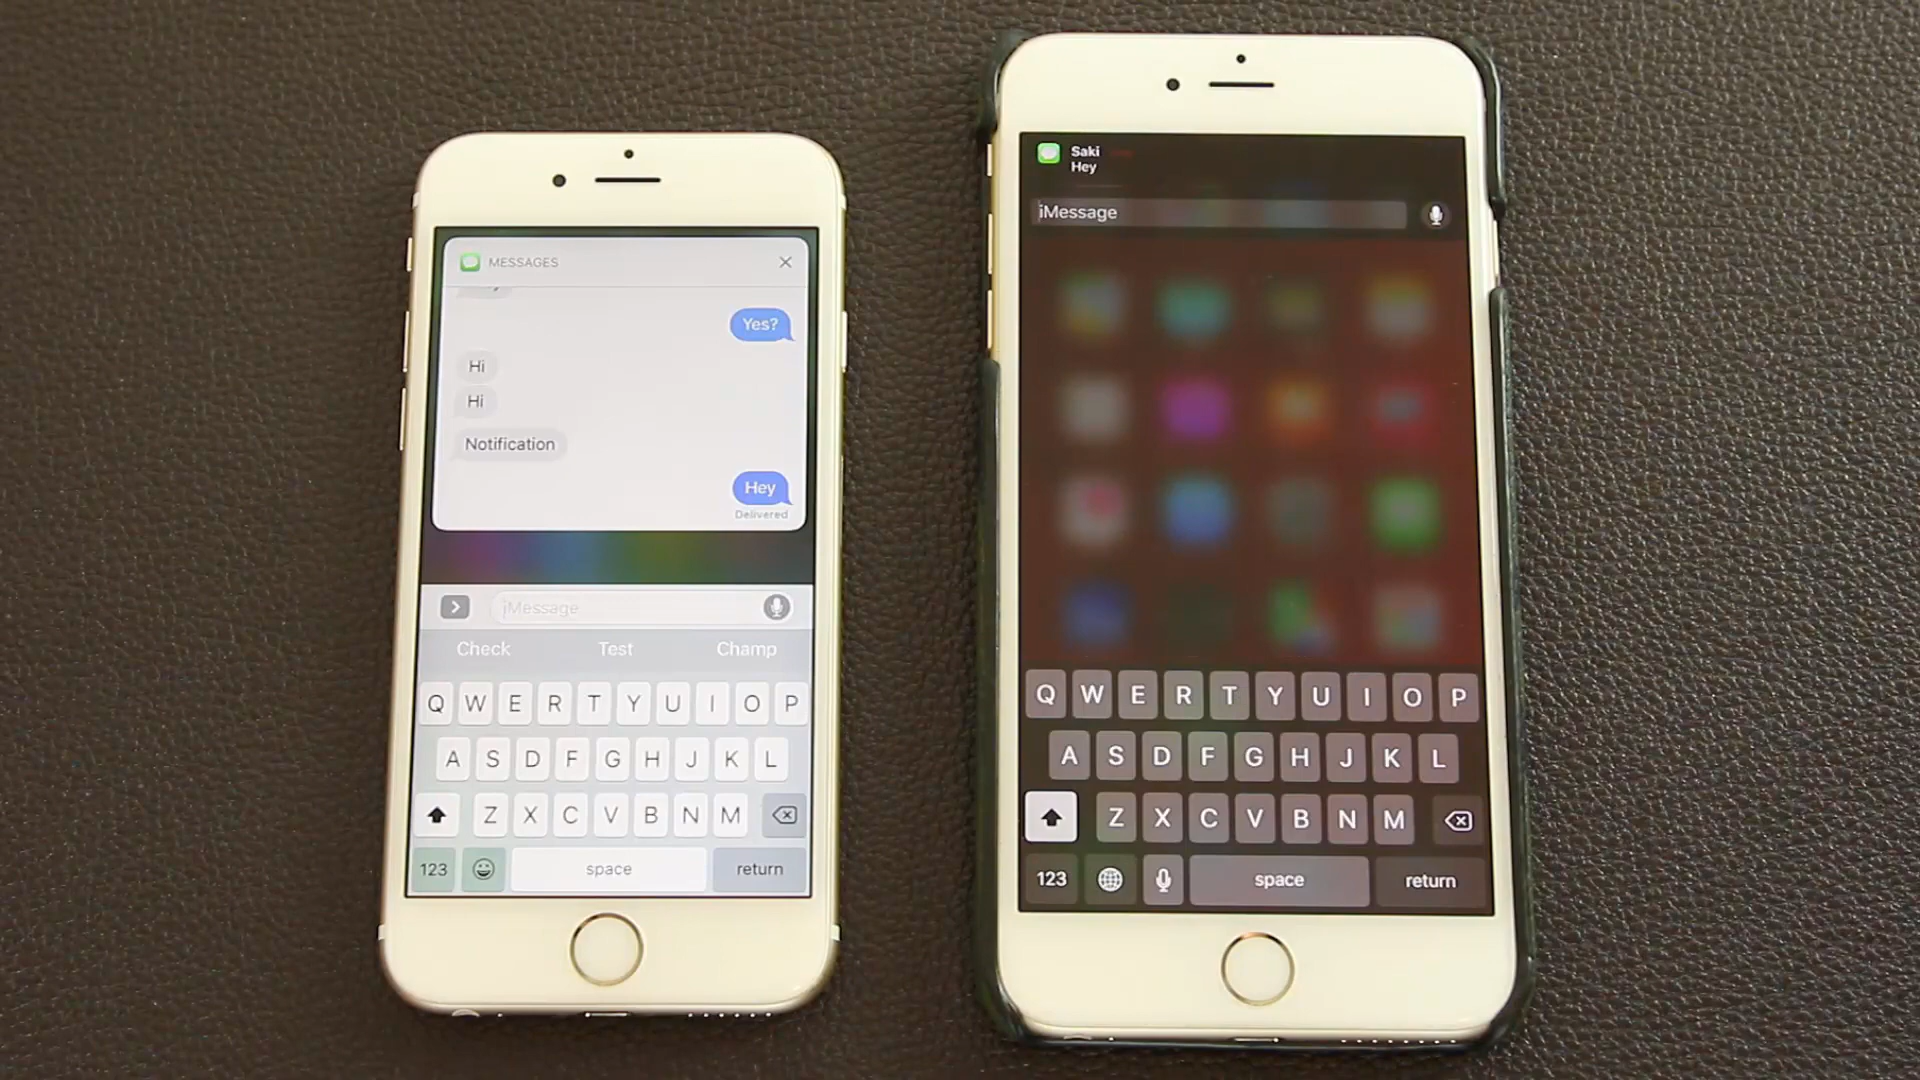 MESSAGES
Yes?
Hi
Hi
Notification
Hey
Delivered
iMessage
Check Test Champ
Q W E R T Y U I O P
A S D F G H J K L
Z X C V B N M
123 space return
Saki
Hey
iMessage
Q W E R T Y U I O P
A S D F G H J K L
Z X C V B N M
123 space return